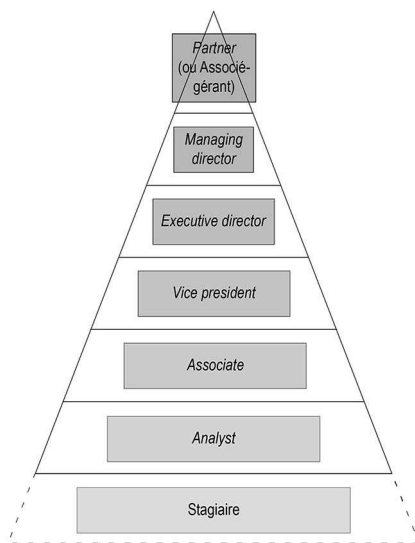 Partner
(ou Associé-
gérant)
Managing
director
Executive director
Vice president
Associate
Analyst
Stagiaire